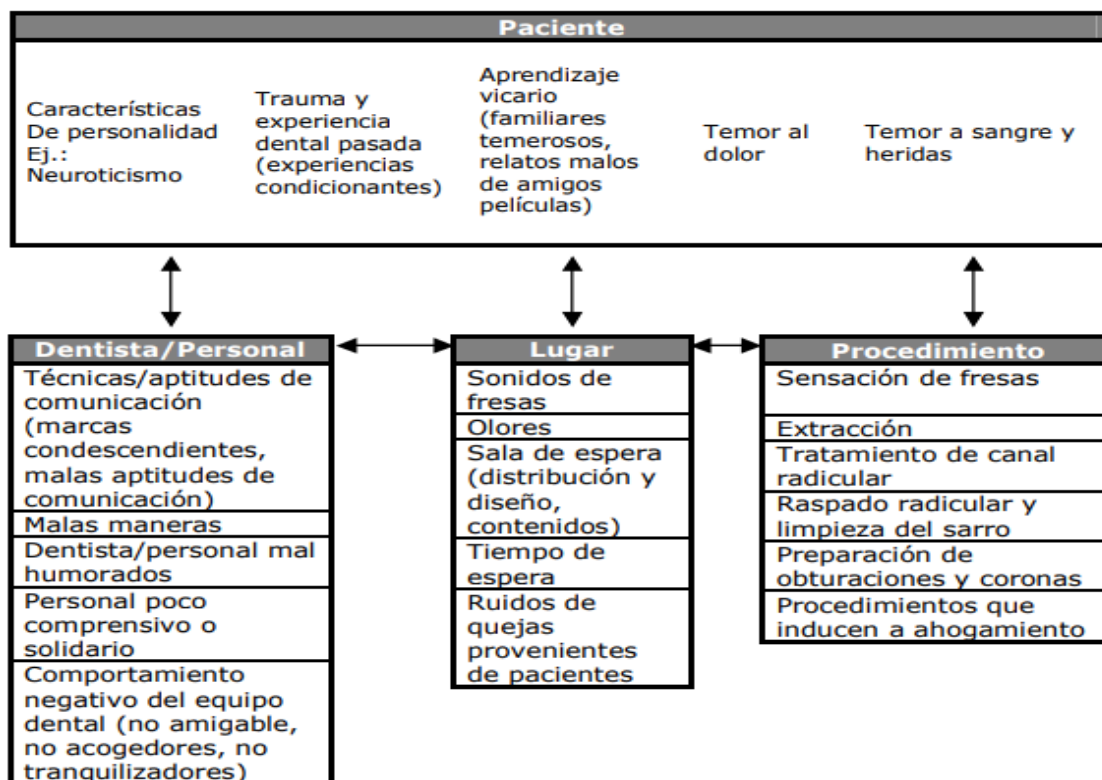 Paciente
Características
De personalidad
Ej.:
Neuroticismo
Trauma y
experiencia
dental pasada
(experiencias
condicionantes)
Aprendizaje
vicario
(familiares
temerosos,
relatos malos
de amigos
películas)
Temor al
dolor
Temor a sangre y
heridas
Dentista/Personal
Técnicas/aptitudes de
comunicación
(marcas
condescendientes,
malas aptitudes de
comunicación)
Malas maneras
Dentista/personal mal
humorados
Personal poco
comprensivo o
solidario
Comportamiento
negativo del equipo
dental (no amigable,
no acogedores, no
tranquilizadores)
Lugar
Sonidos de
fresas
Olores
Sala de espera
(distribución y
diseño,
contenidos)
Tiempo de
espera
Ruidos de
quejas
provenientes
de pacientes
Procedimiento
Sensación de fresas
Extracción
Tratamiento de canal
radicular
Raspado radicular y
limpieza del sarro
Preparación de
obturaciones y coronas
Procedimientos que
inducen a ahogamiento